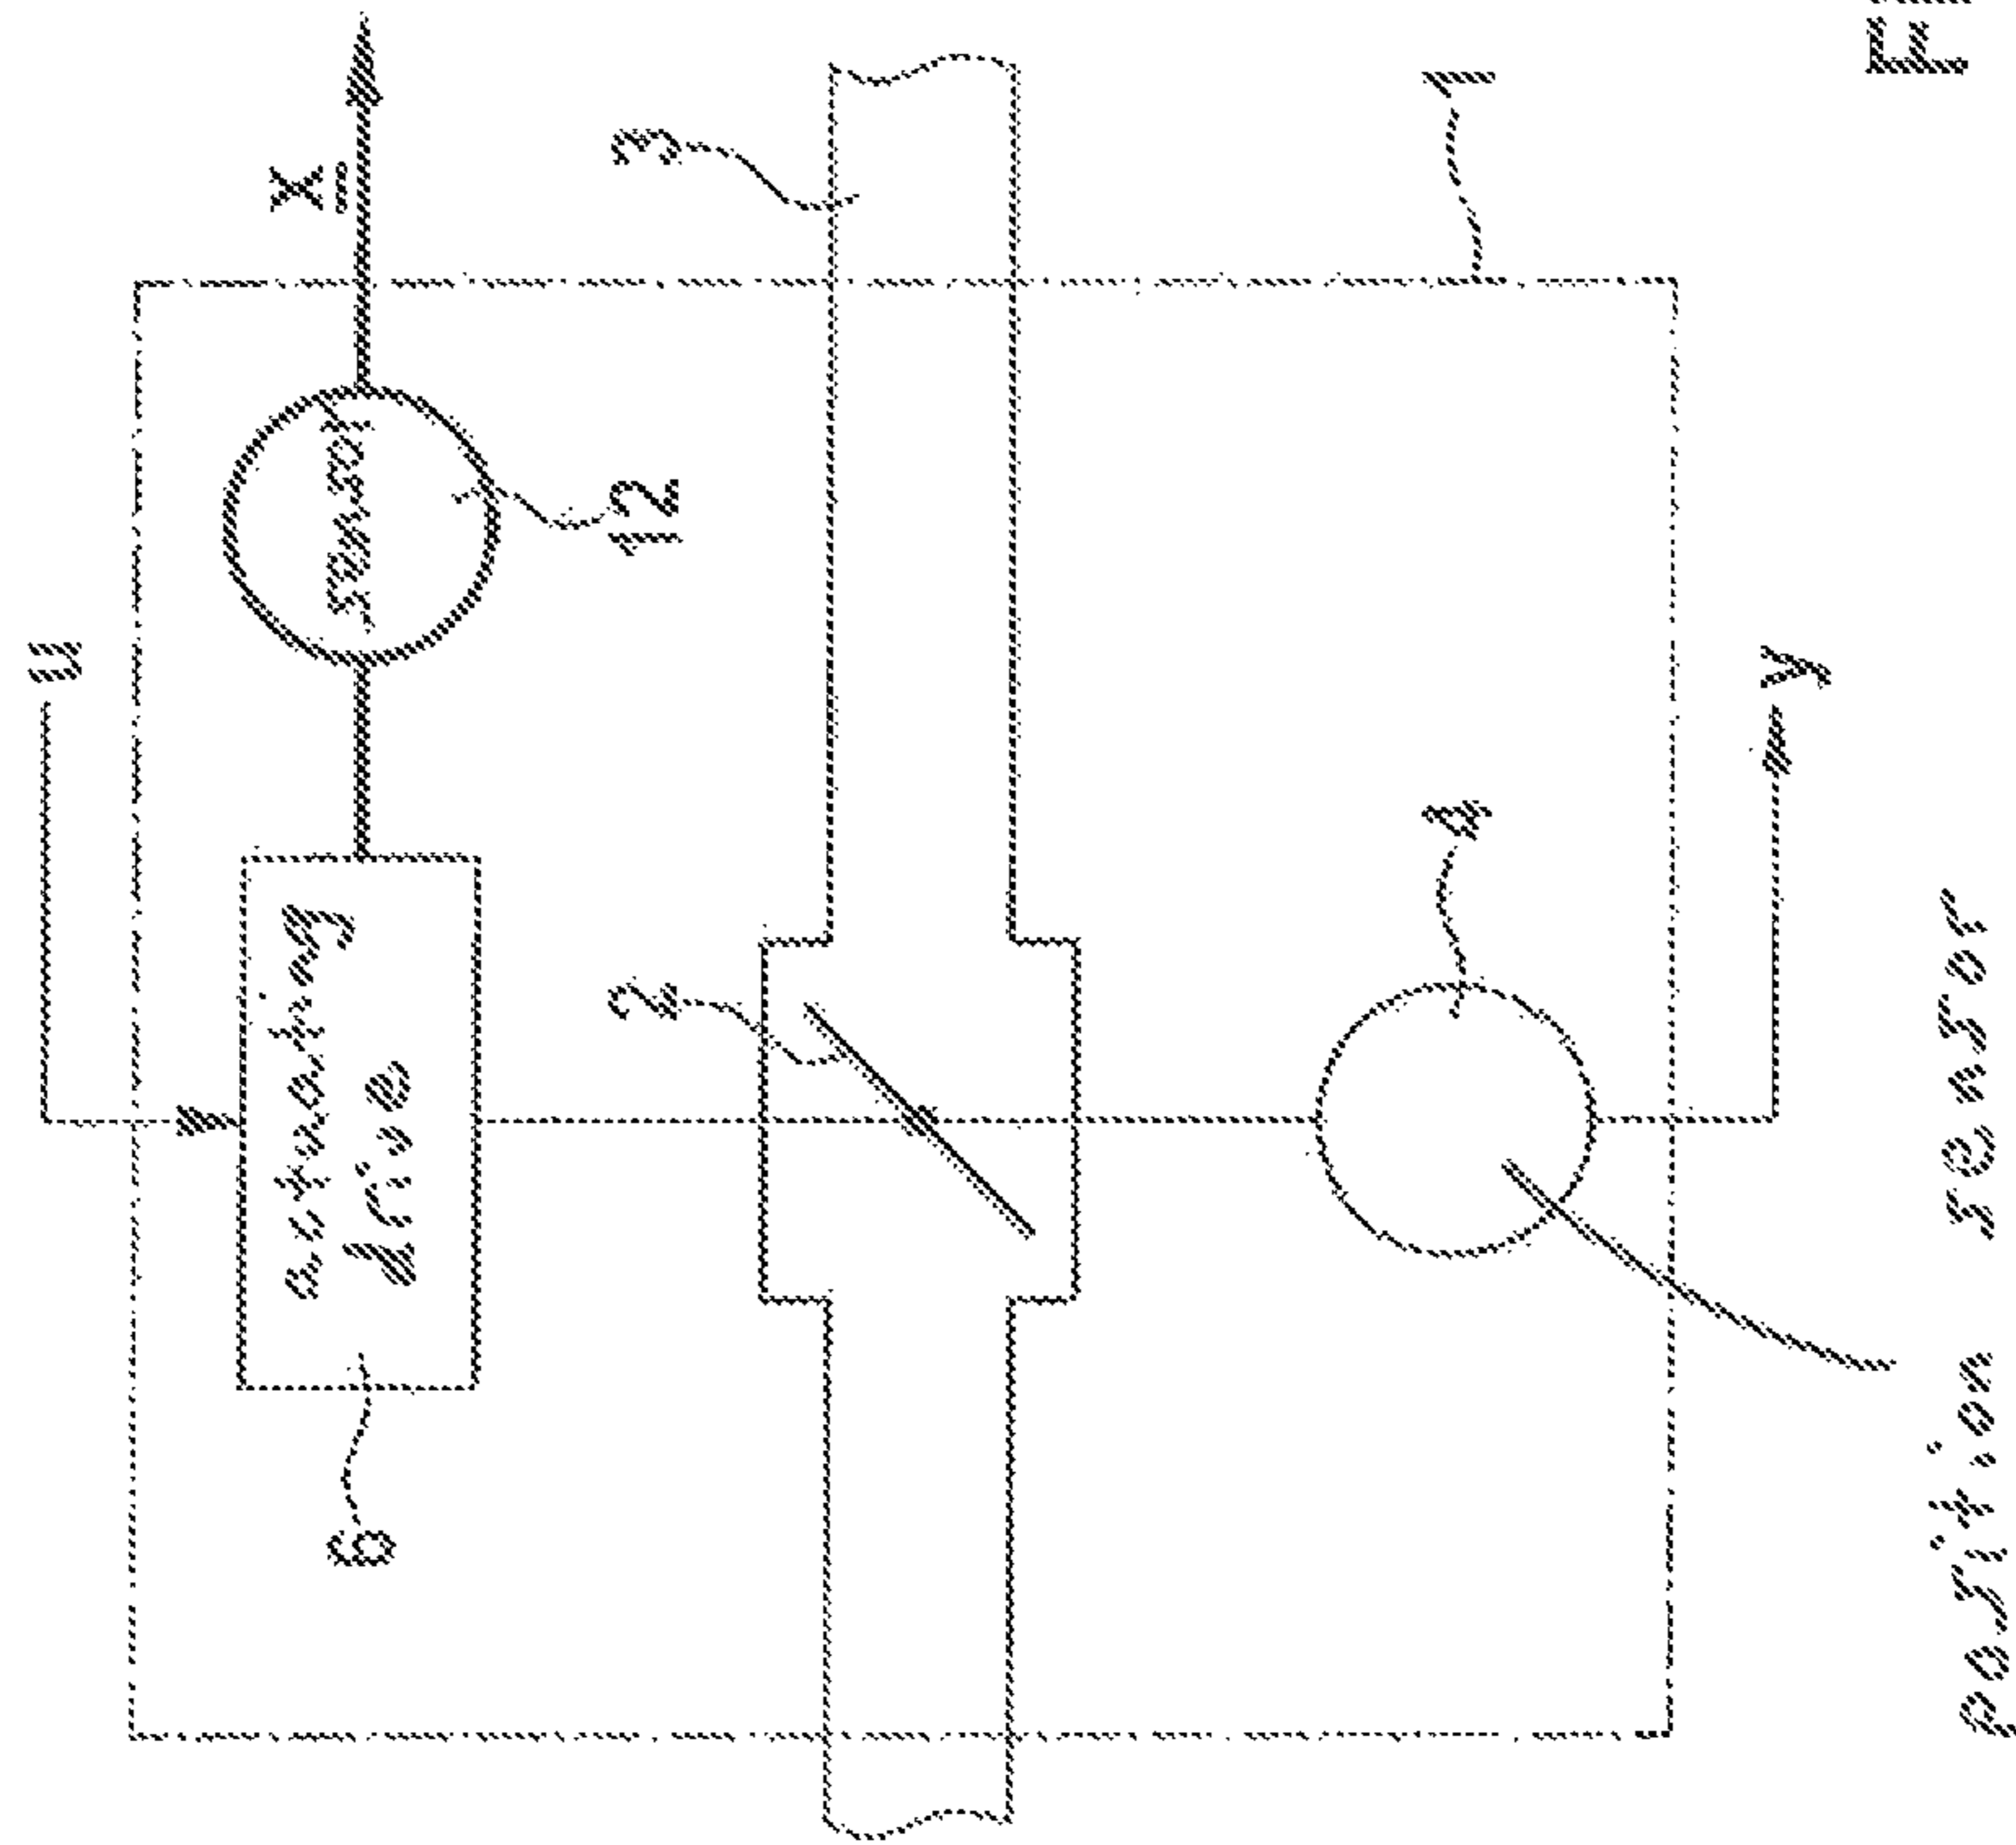 u
x
actuating
drive
sensor
6
2
12
3
4
1
y
position sensor